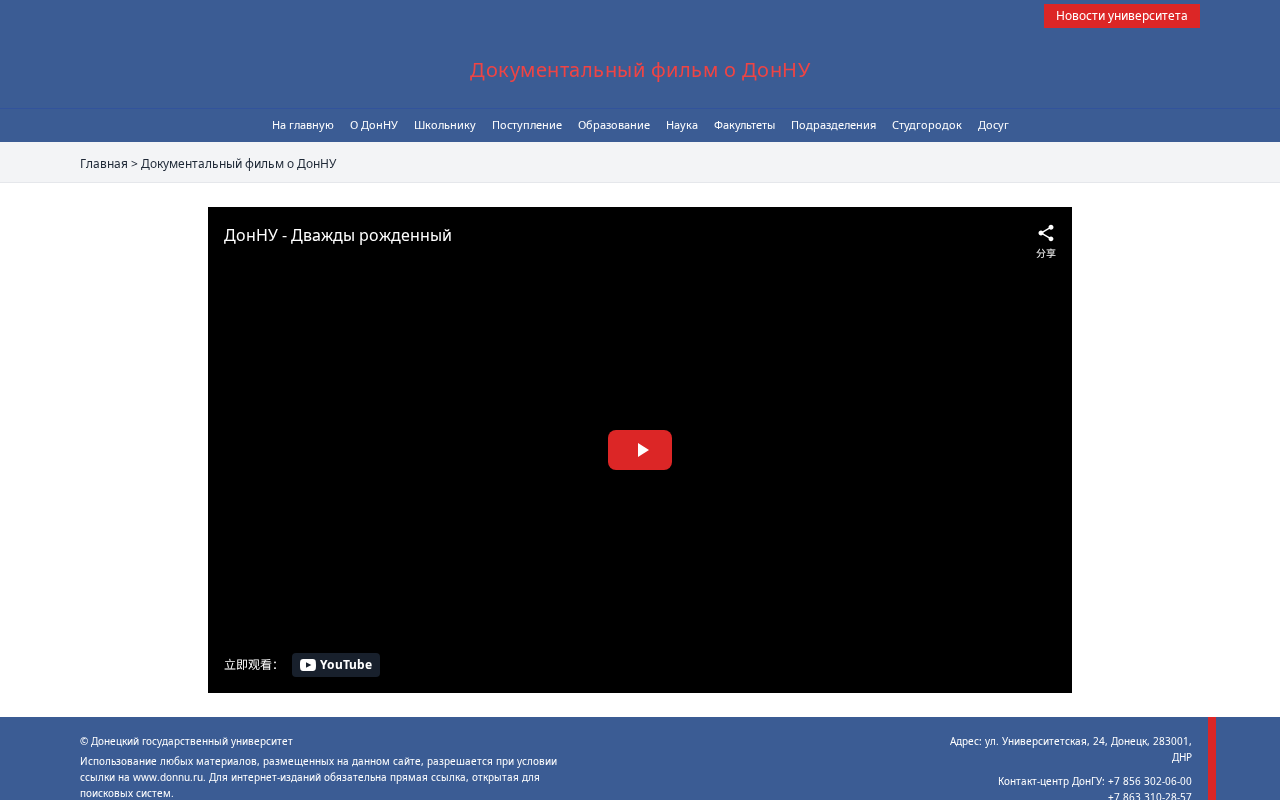 Новости университета
Документальный фильм о ДонНУ
На главную О ДонНУ Школьнику Поступление Образование Наука Факультеты Подразделения Студгородок Досуг
Главная > Документальный фильм о ДонНУ
ДонНУ - Дважды рожденный
分享
立即观看：
YouTube
© Донецкий государственный университет
Использование любых материалов, размещенных на данном сайте, разрешается при условии
ссылки на www.donnu.ru. Для интернет-изданий обязательна прямая ссылка, открытая для
поисковых систем.
Адрес: ул. Университетская, 24, Донецк, 283001,
ДНР
Контакт-центр ДонГУ: +7 856 302-06-00
+7 863 310-28-57